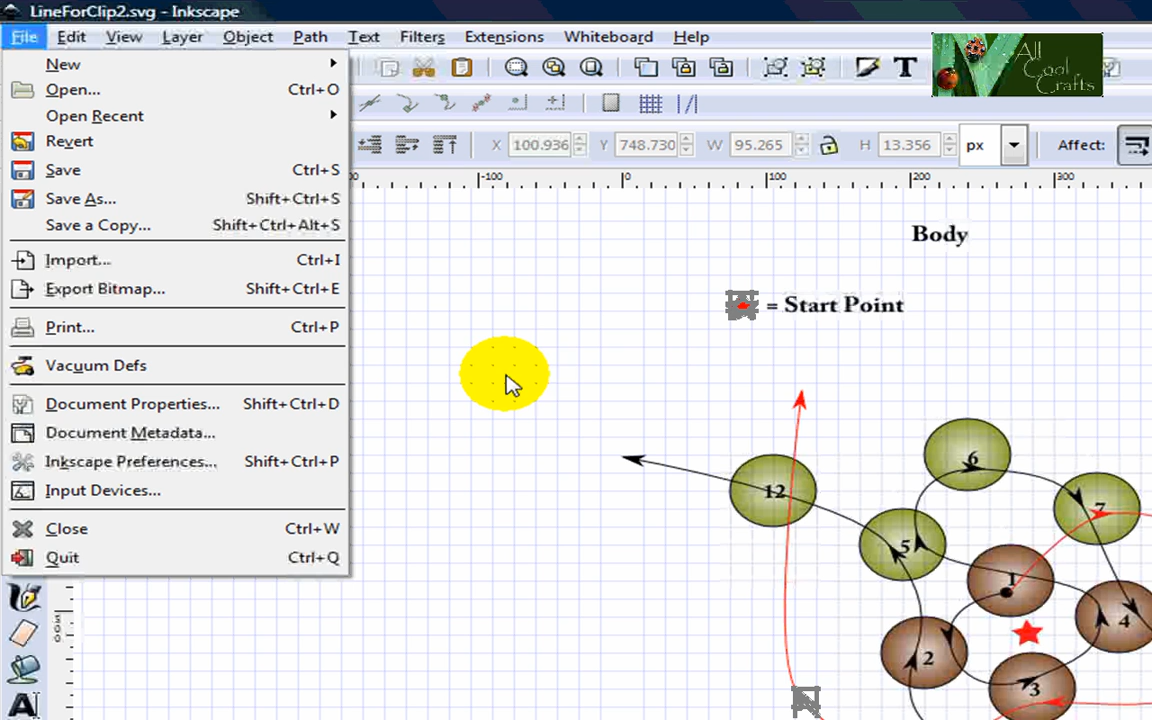 LineForClip2.svg - Inkscape
File Edit View Layer Object Path Text Filters Extensions Whiteboard Help
New
Open... Ctrl+O
Open Recent
Revert
Save Ctrl+S
Save As... Shift+Ctrl+S
Save a Copy... Shift+Ctrl+Alt+S
Import... Ctrl+I
Export Bitmap... Shift+Ctrl+E
Print... Ctrl+P
Vacuum Defs
Document Properties... Shift+Ctrl+D
Document Metadata...
Inkscape Preferences... Shift+Ctrl+P
Input Devices...
Close Ctrl+W
Quit Ctrl+Q
All
Cool
Crafts
X 100.936 Y 748.730 W 95.265 H 13.356 px Affect:
-100 0 100 200 300
Body
= Start Point
6
12
7
5
1
4
2
3